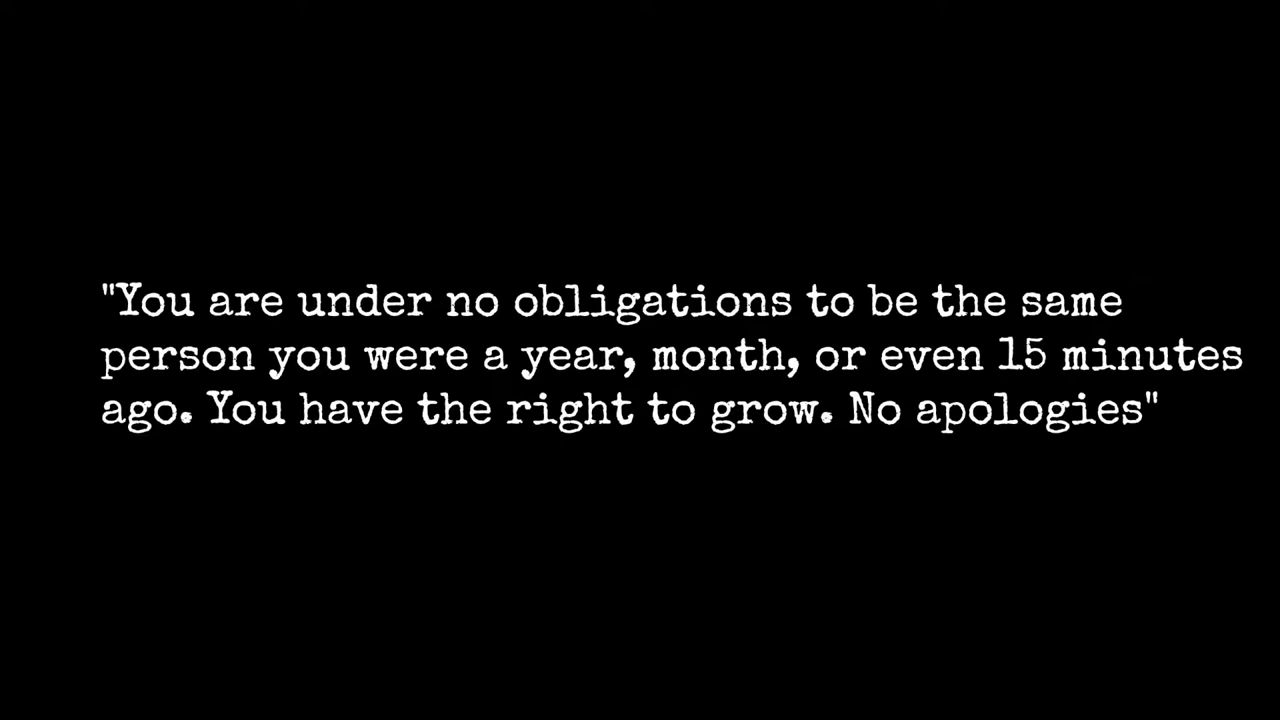 "You are under no obligations to be the same
person you were a year, month, or even 15 minutes
ago. You have the right to grow. No apologies"